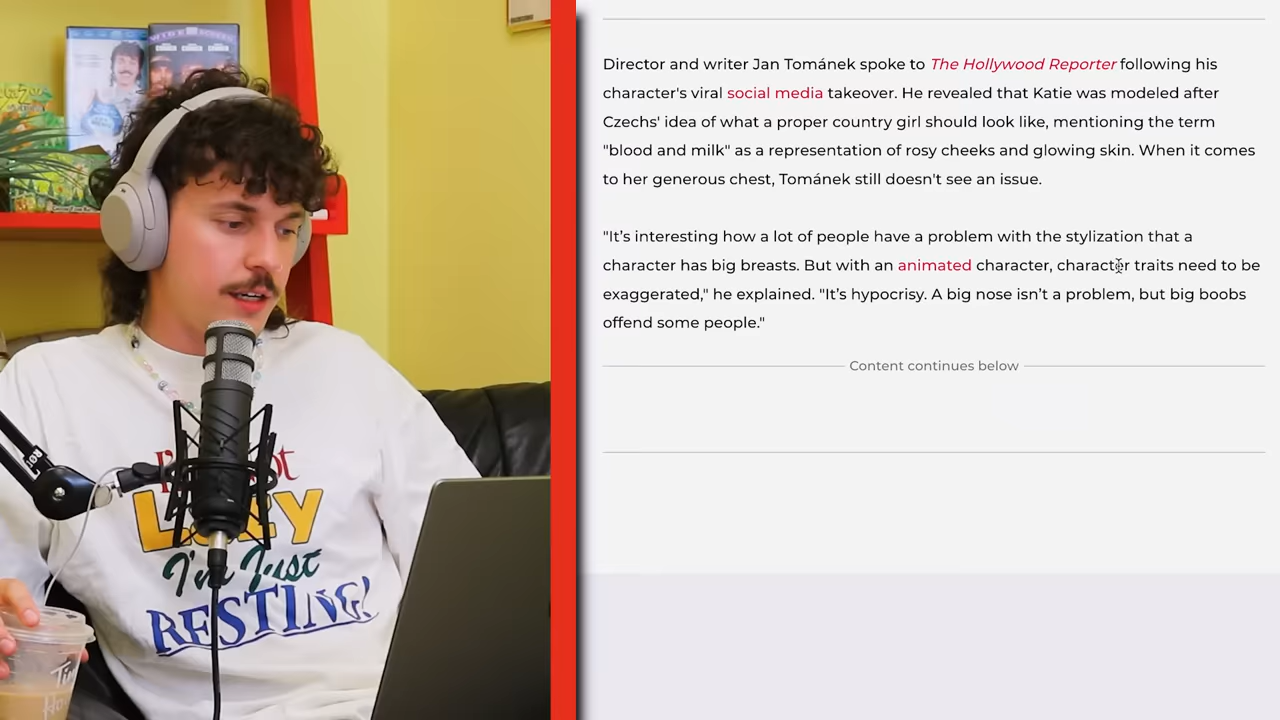 I'm Not
LAZY
I'm Just
RESTING!
Director and writer Jan Tománek spoke to The Hollywood Reporter following his
character's viral social media takeover. He revealed that Katie was modeled after
Czechs' idea of what a proper country girl should look like, mentioning the term
"blood and milk" as a representation of rosy cheeks and glowing skin. When it comes
to her generous chest, Tománek still doesn't see an issue.
"It’s interesting how a lot of people have a problem with the stylization that a
character has big breasts. But with an animated character, character traits need to be
exaggerated," he explained. "It’s hypocrisy. A big nose isn’t a problem, but big boobs
offend some people."
Content continues below